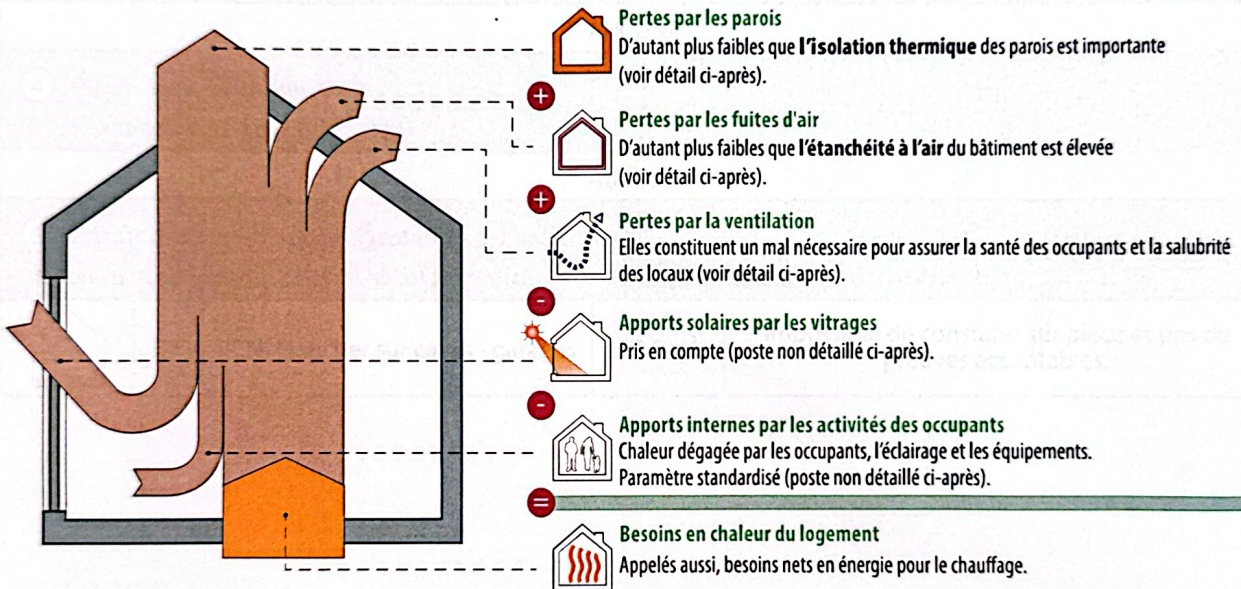 Pertes par les parois
D'autant plus faibles que l'isolation thermique des parois est importante
(voir détail ci-après).
+
Pertes par les fuites d'air
D'autant plus faibles que l'étanchéité à l'air du bâtiment est élevée
(voir détail ci-après).
+
Pertes par la ventilation
Elles constituent un mal nécessaire pour assurer la santé des occupants et la salubrité
des locaux (voir détail ci-après).
-
Apports solaires par les vitrages
Pris en compte (poste non détaillé ci-après).
-
Apports internes par les activités des occupants
Chaleur dégagée par les occupants, l'éclairage et les équipements.
Paramètre standardisé (poste non détaillé ci-après).
=
Besoins en chaleur du logement
Appelés aussi, besoins nets en énergie pour le chauffage.